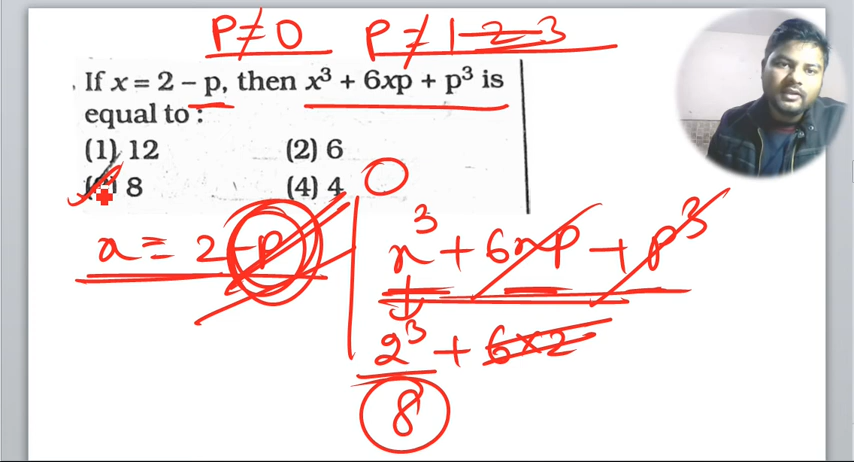 P≠0 P≠1-2-3
If x = 2 – p, then x³ + 6xp + p³ is
equal to :
(1) 12 (2) 6
8 (4) 4
x = 2-p x³ + 6xp + p³
2³ + 6×2
8